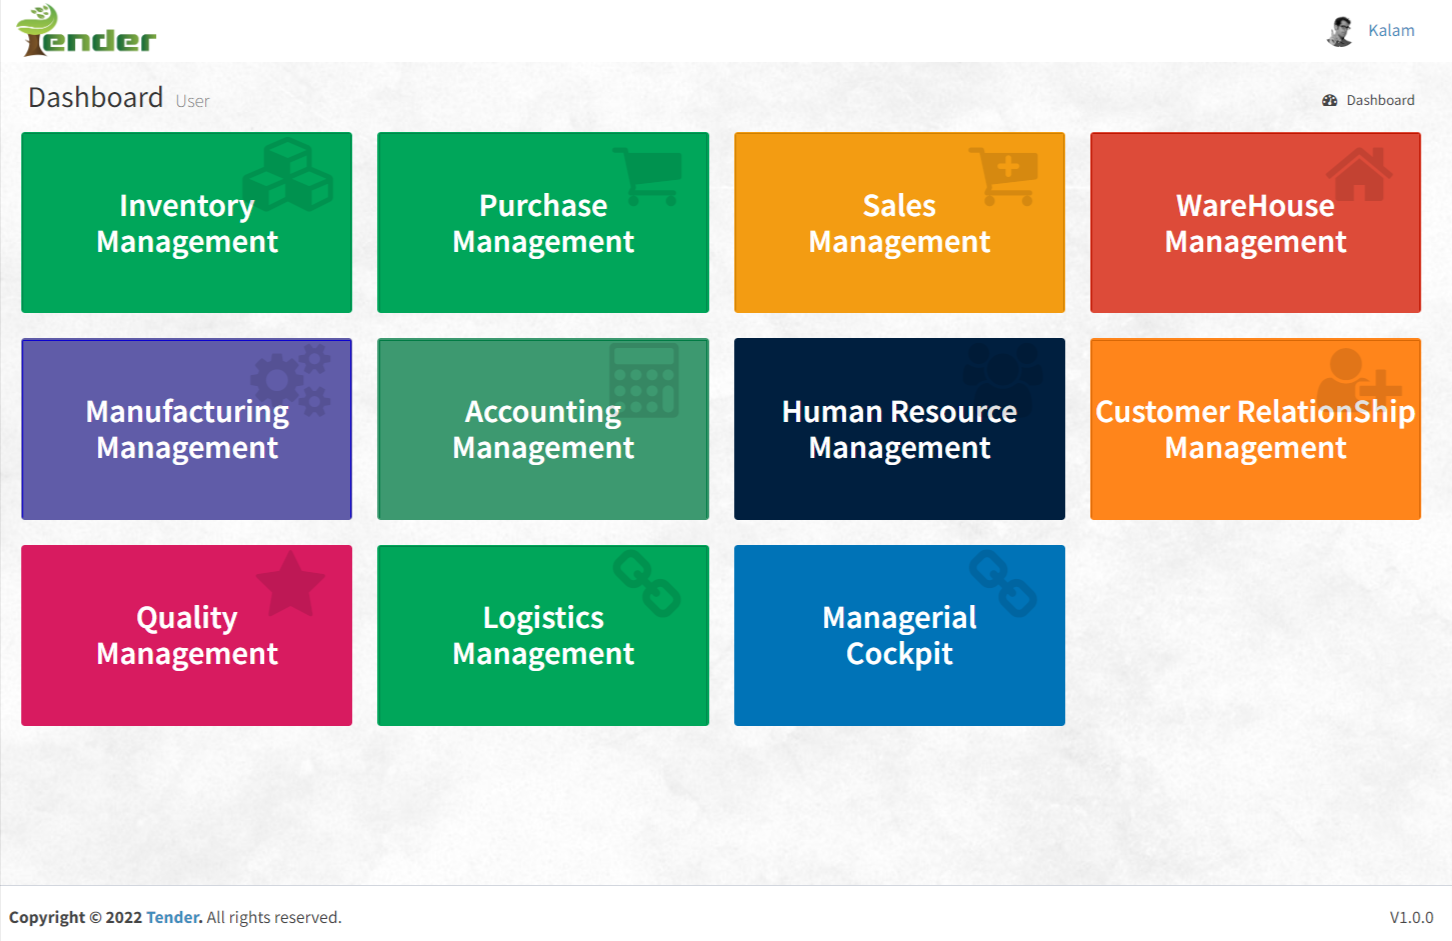 Tender
Kalam
Dashboard User
Dashboard
Inventory
Management
Purchase
Management
Sales
Management
WareHouse
Management
Manufacturing
Management
Accounting
Management
Human Resource
Management
Customer RelationShip
Management
Quality
Management
Logistics
Management
Managerial
Cockpit
Copyright © 2022 Tender. All rights reserved.
V1.0.0